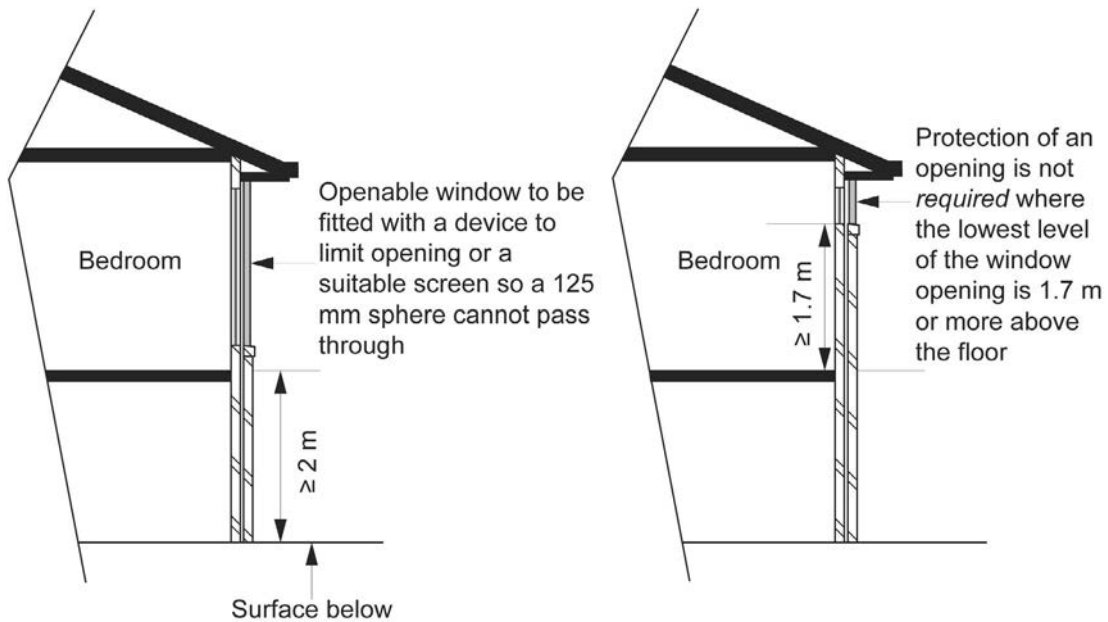 Bedroom
Openable window to be
fitted with a device to
limit opening or a
suitable screen so a 125
mm sphere cannot pass
through
≥ 2 m
Surface below
Bedroom
≥ 1.7 m
Protection of an
opening is not
required where
the lowest level
of the window
opening is 1.7 m
or more above
the floor